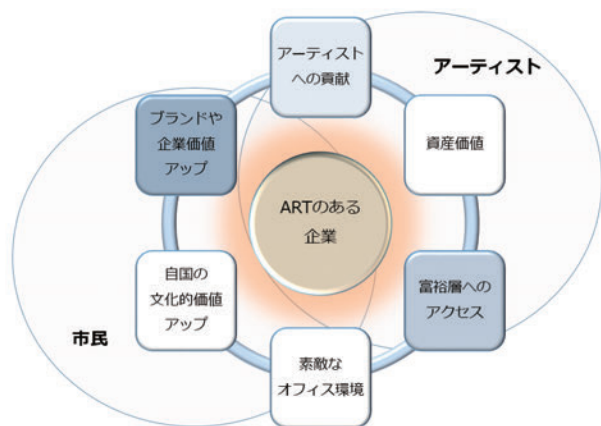 アーティスト
への貢献
アーティスト
ブランドや
企業価値
アップ
資産価値
ARTのある
企業
自国の
文化的価値
アップ
富裕層への
アクセス
市民
素敵な
オフィス環境